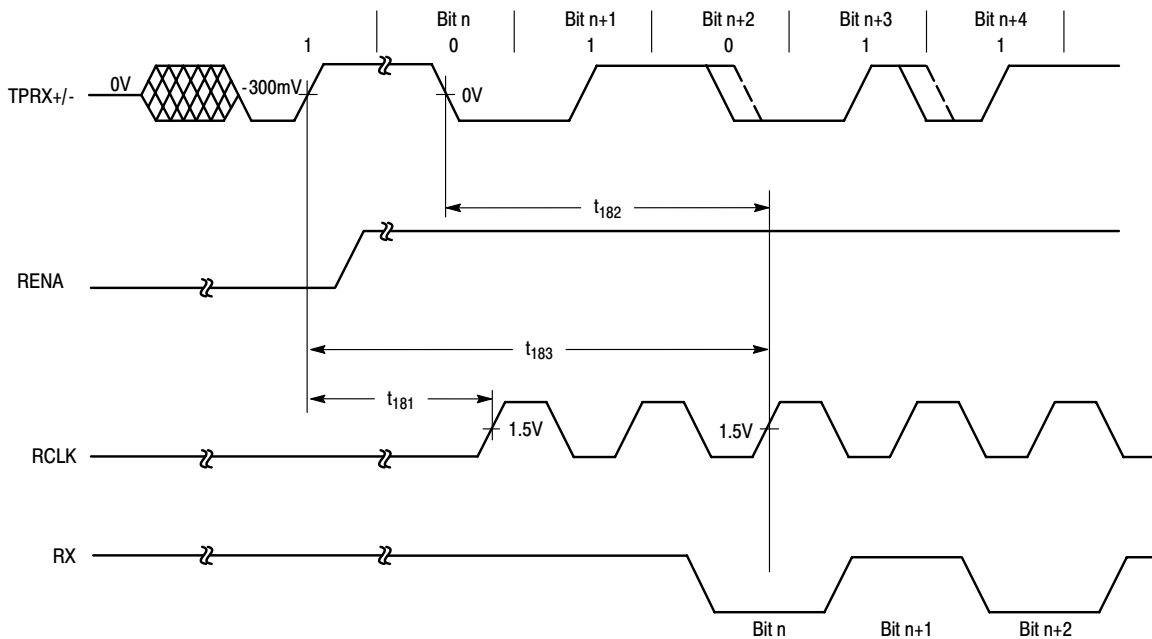 Bit n Bit n+1 Bit n+2 Bit n+3 Bit n+4
1 0 1 0 1 1
TPRX+/- 0V -300mV 0V
t182
RENA
t183
t181
RCLK 1.5V 1.5V
RX
Bit n Bit n+1 Bit n+2